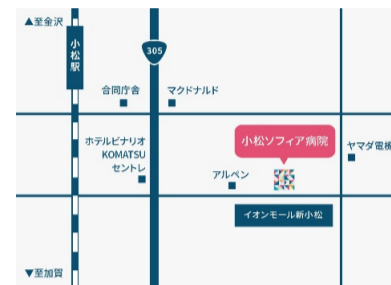 ▲至金沢
小松駅
305
合同庁舎
マクドナルド
ホテルビナリオ
KOMATSU
セントレ
小松ソフィア病院
ヤマダ電機
アルペン
イオンモール新小松
▼至加賀